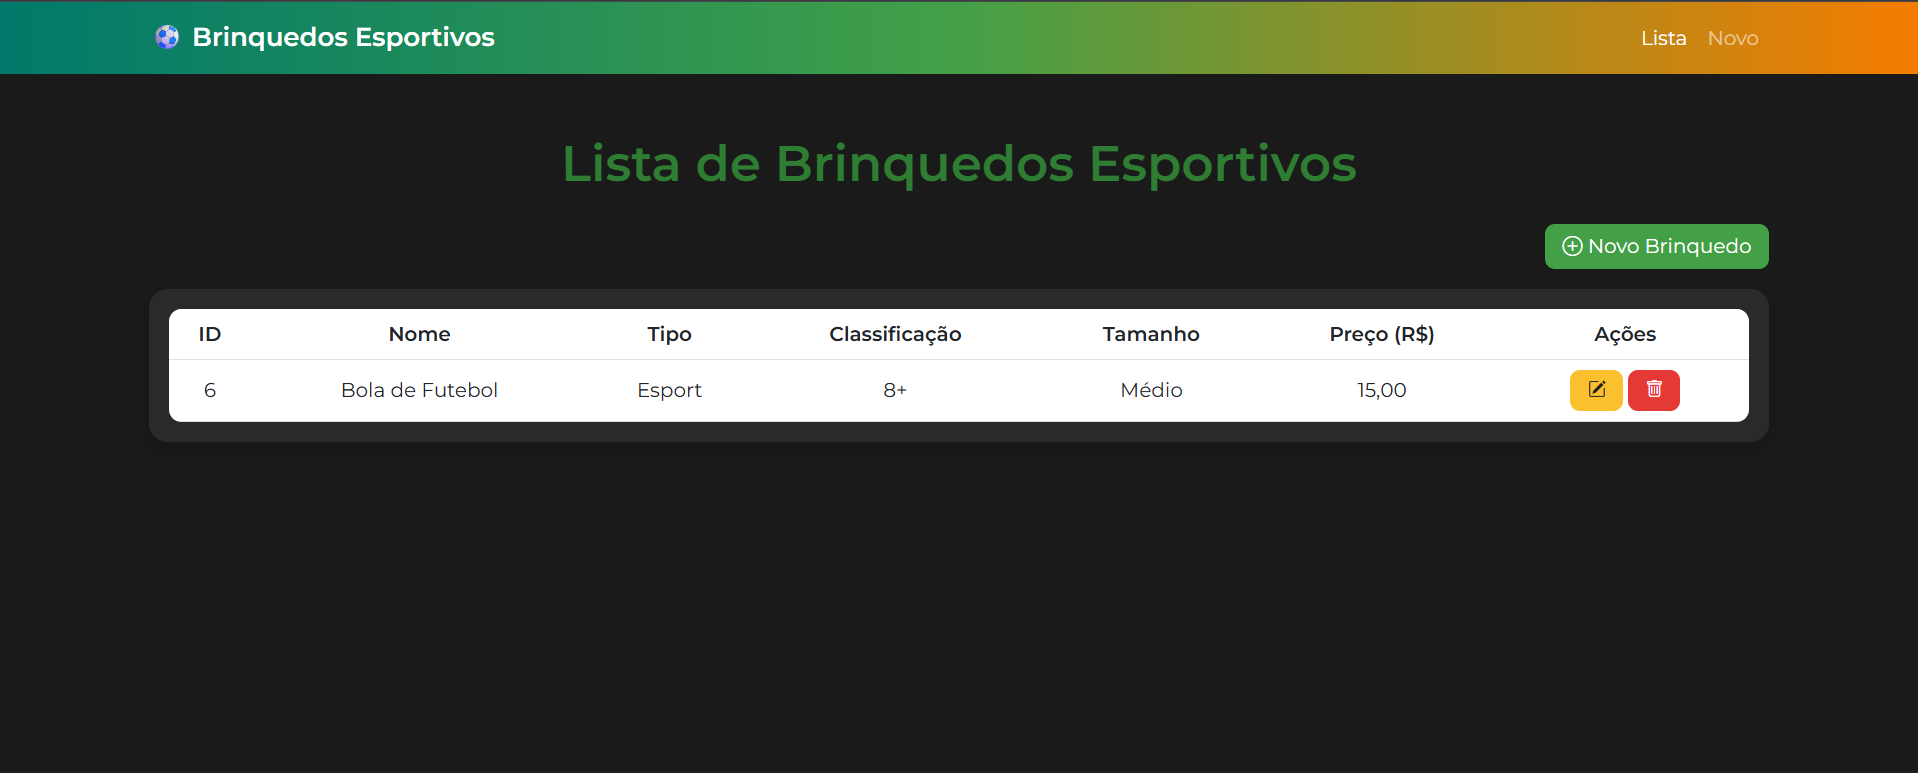 Brinquedos Esportivos Lista Novo
Lista de Brinquedos Esportivos
Novo Brinquedo
ID Nome Tipo Classificação Tamanho Preço (R$) Ações
6 Bola de Futebol Esport 8+ Médio 15,00